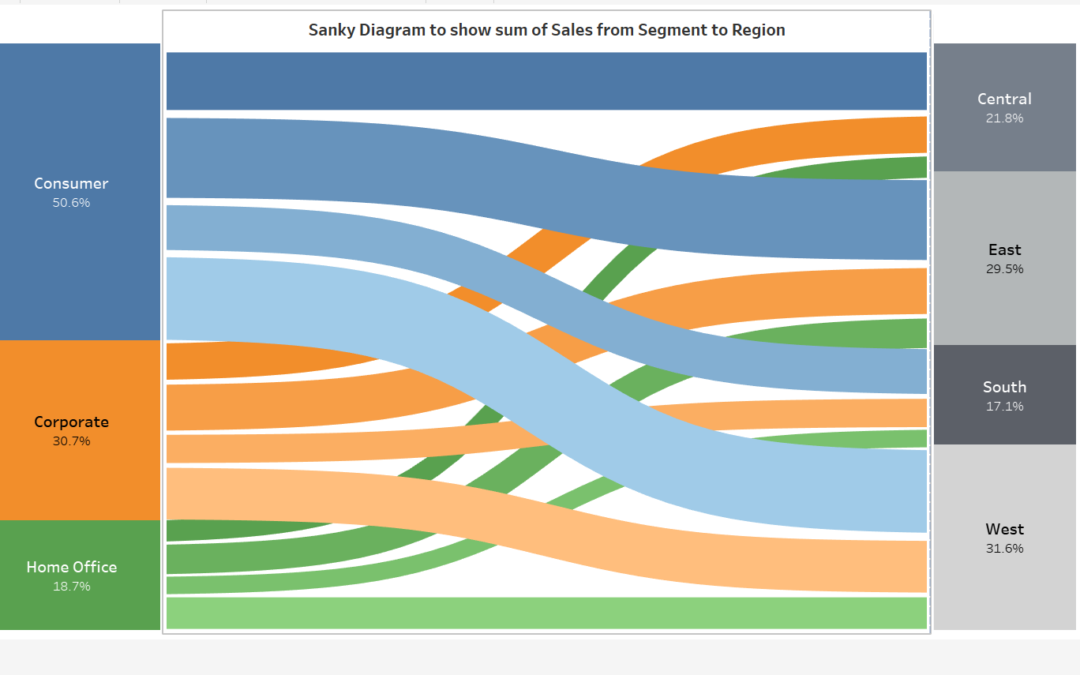 Sanky Diagram to show sum of Sales from Segment to Region
Consumer
50.6%
Corporate
30.7%
Home Office
18.7%
Central
21.8%
East
29.5%
South
17.1%
West
31.6%